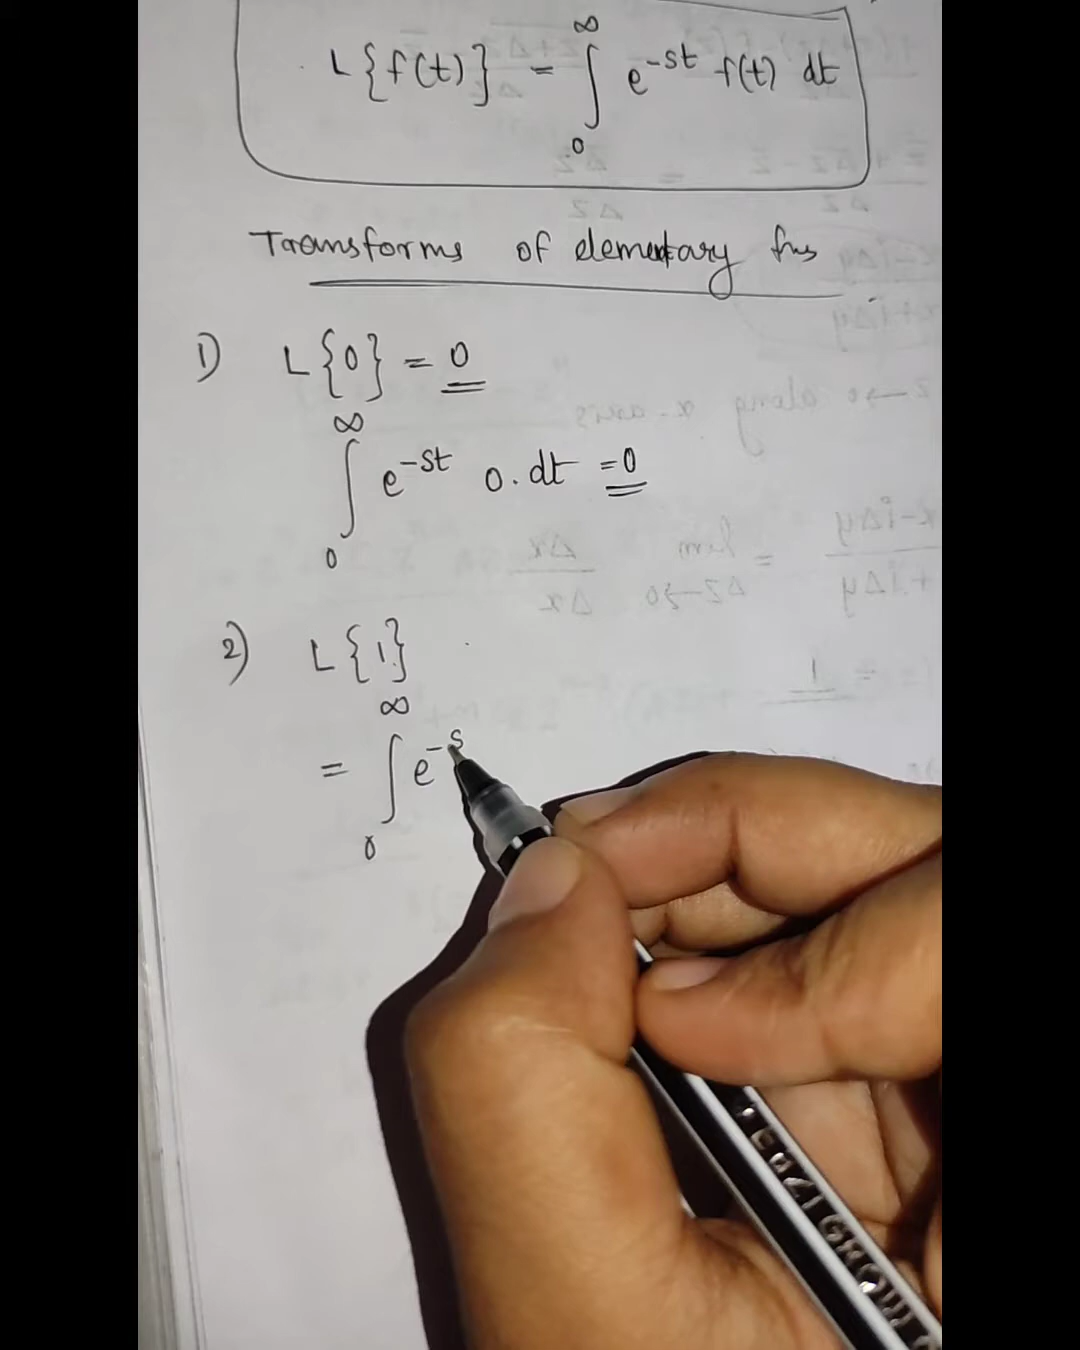 L{f(t)} = ∫₀^∞ e^-st f(t) dt
Transforms of elementary fns
1) L{0} = 0
∫₀^∞ e^-st 0. dt = 0
2) L{1}
= ∫₀^∞ e^-s